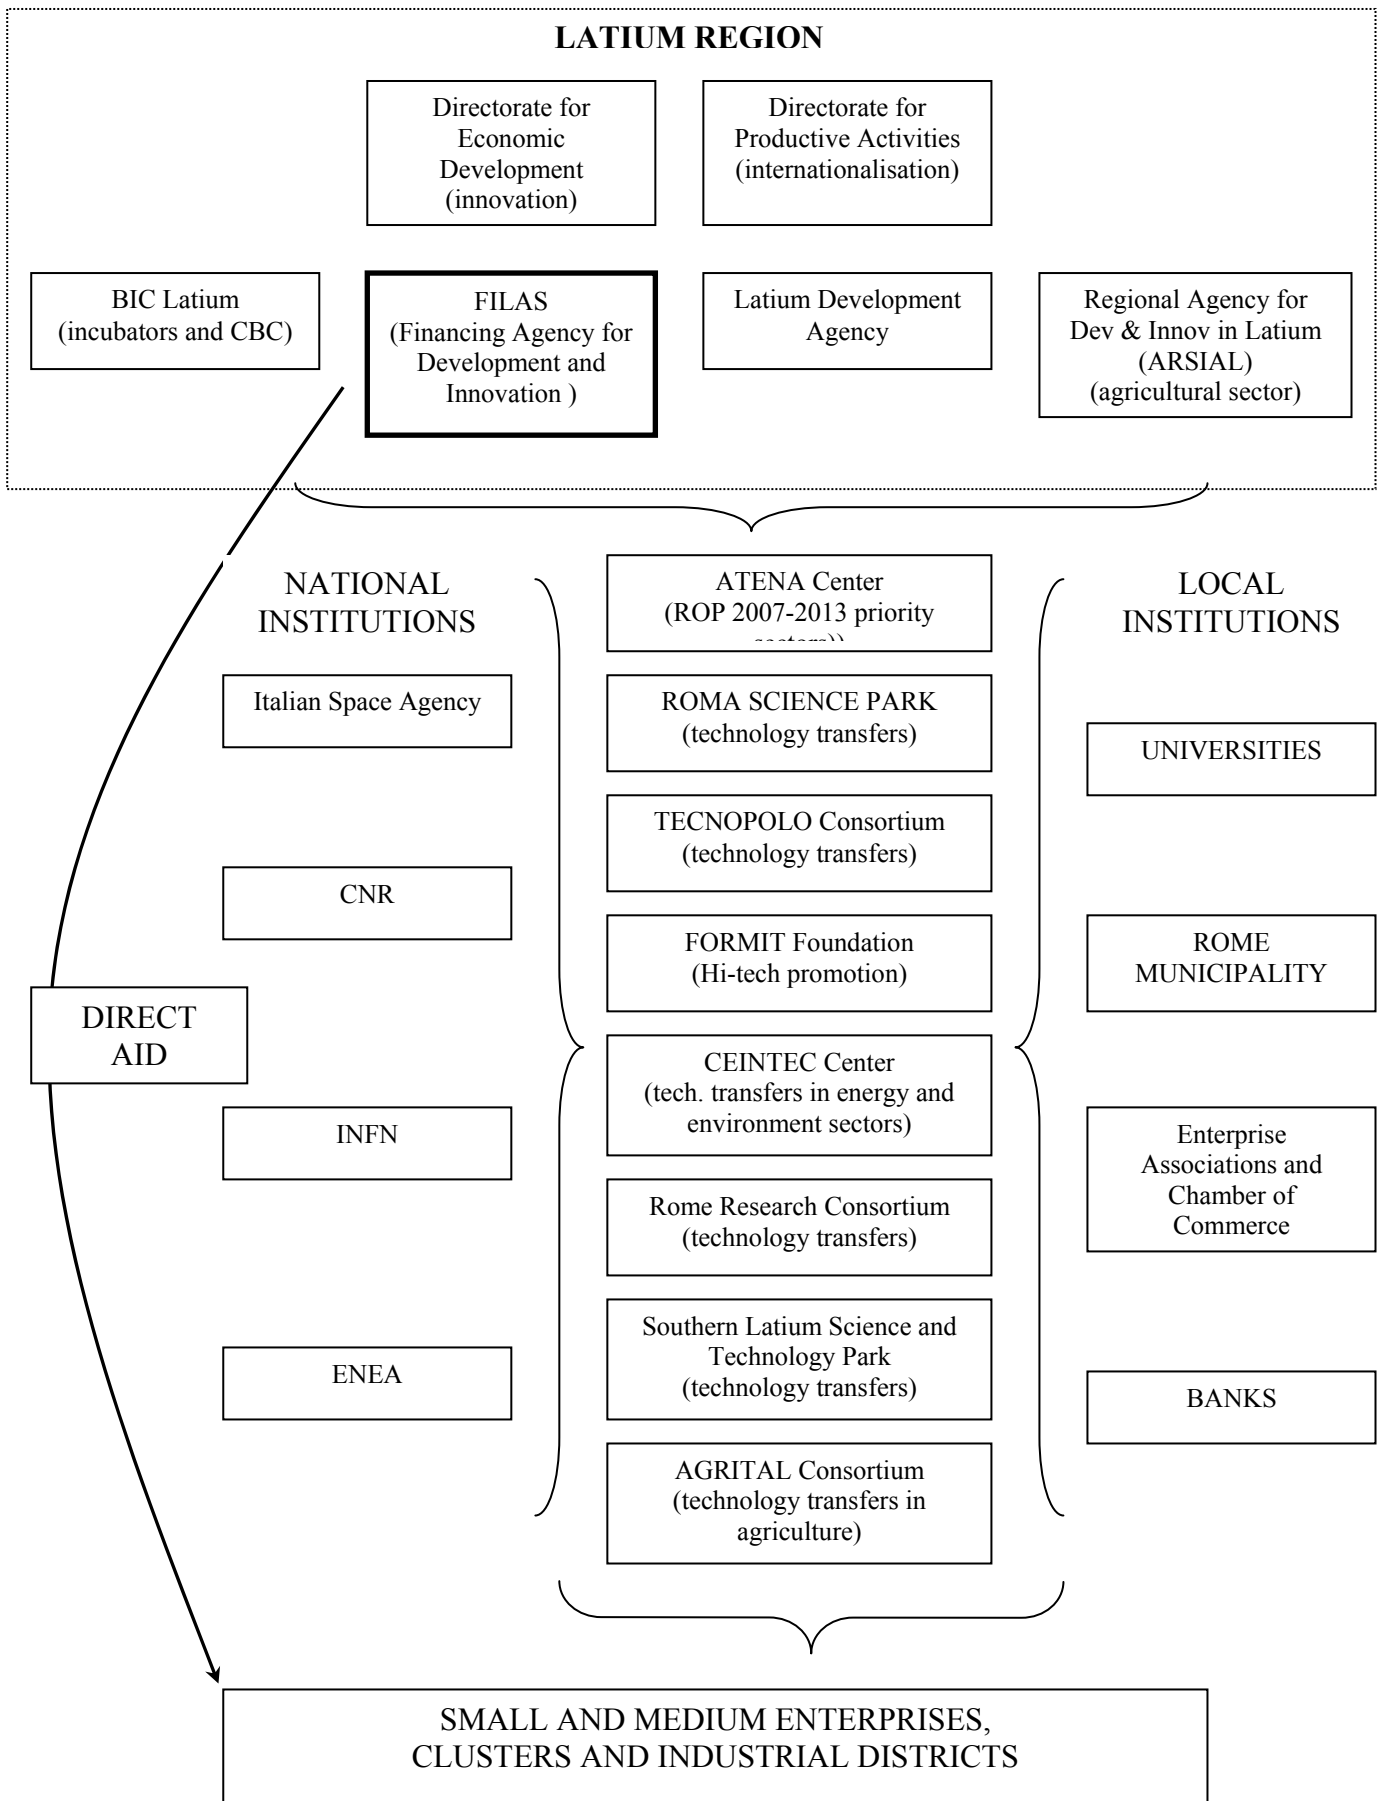 LATIUM REGION
Directorate for
Economic
Development
(innovation)
Directorate for
Productive Activities
(internationalisation)
BIC Latium
(incubators and CBC)
FILAS
(Financing Agency for
Development and
Innovation )
Latium Development
Agency
Regional Agency for
Dev & Innov in Latium
(ARSIAL)
(agricultural sector)
NATIONAL
INSTITUTIONS
Italian Space Agency
CNR
DIRECT
AID
INFN
ENEA
ATENA Center
(ROP 2007-2013 priority
sectors))
ROMA SCIENCE PARK
(technology transfers)
TECNOPOLO Consortium
(technology transfers)
FORMIT Foundation
(Hi-tech promotion)
CEINTEC Center
(tech. transfers in energy and
environment sectors)
Rome Research Consortium
(technology transfers)
Southern Latium Science and
Technology Park
(technology transfers)
AGRITAL Consortium
(technology transfers in
agriculture)
LOCAL
INSTITUTIONS
UNIVERSITIES
ROME
MUNICIPALITY
Enterprise
Associations and
Chamber of
Commerce
BANKS
SMALL AND MEDIUM ENTERPRISES,
CLUSTERS AND INDUSTRIAL DISTRICTS